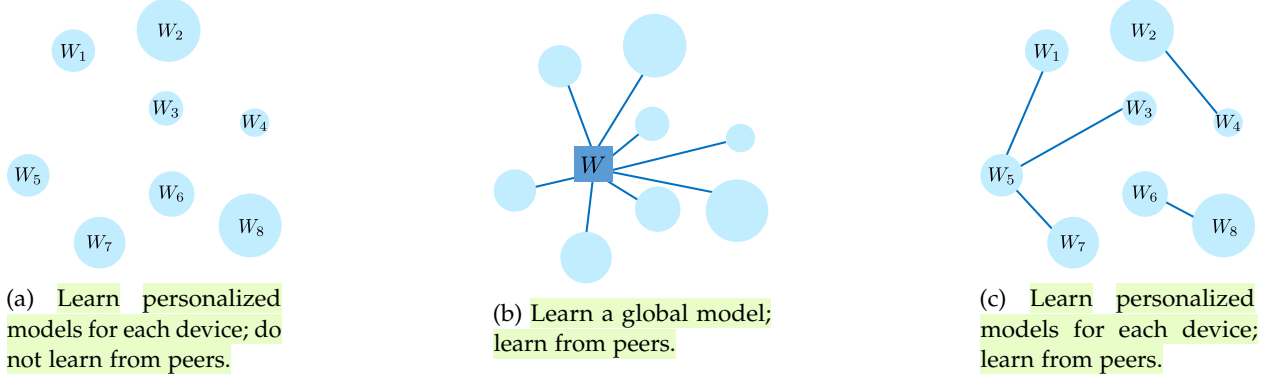 W₁
W₂
W₃
W₄
W₅
W₆
W₇
W₈
(a) Learn personalized
models for each device; do
not learn from peers.
W
(b) Learn a global model;
learn from peers.
W₁
W₂
W₃
W₄
W₅
W₆
W₇
W₈
(c) Learn personalized
models for each device;
learn from peers.